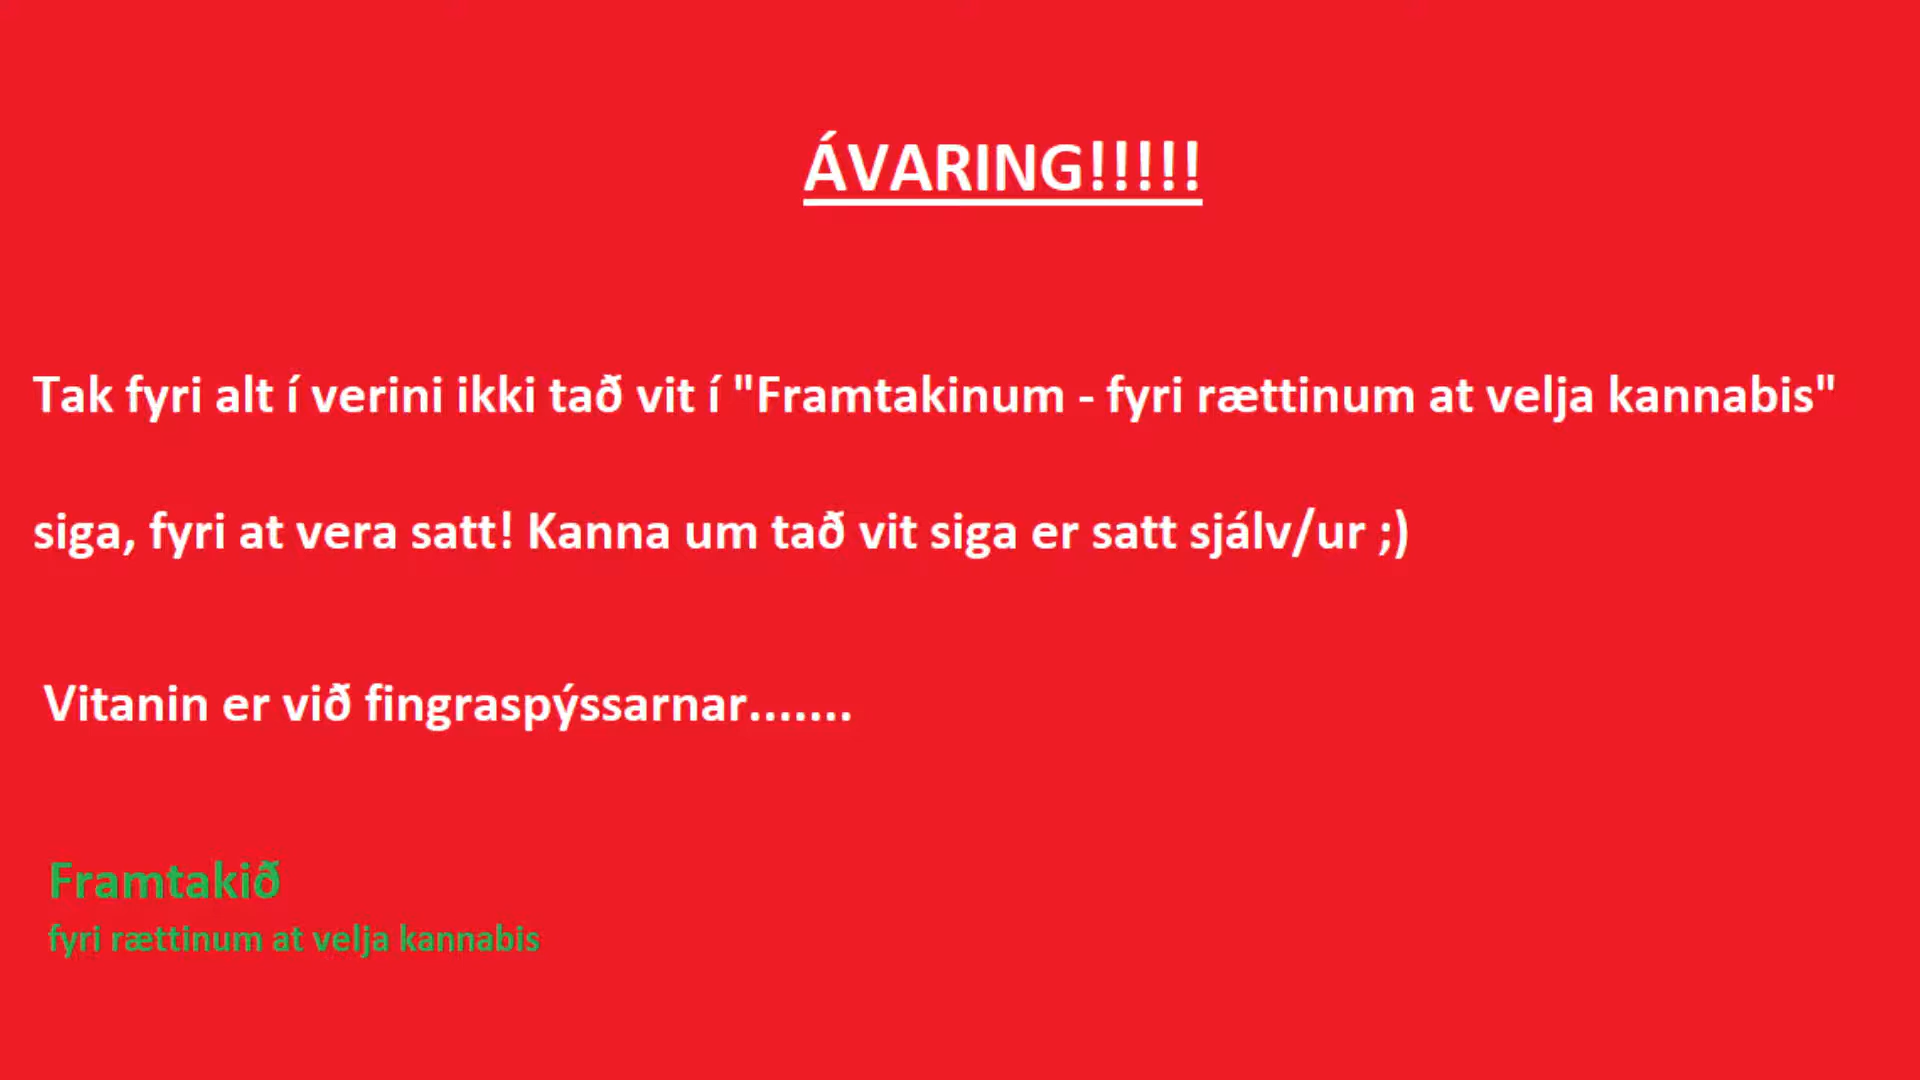 ÁVARING!!!!!
Tak fyri alt í verini ikki tað vit í "Framtakinum - fyri rættinum at velja kannabis"
siga, fyri at vera satt! Kanna um tað vit siga er satt sjálv/ur ;)
Vitanin er við fingraspýssarnar.......
Framtakið
fyri rættinum at velja kannabis